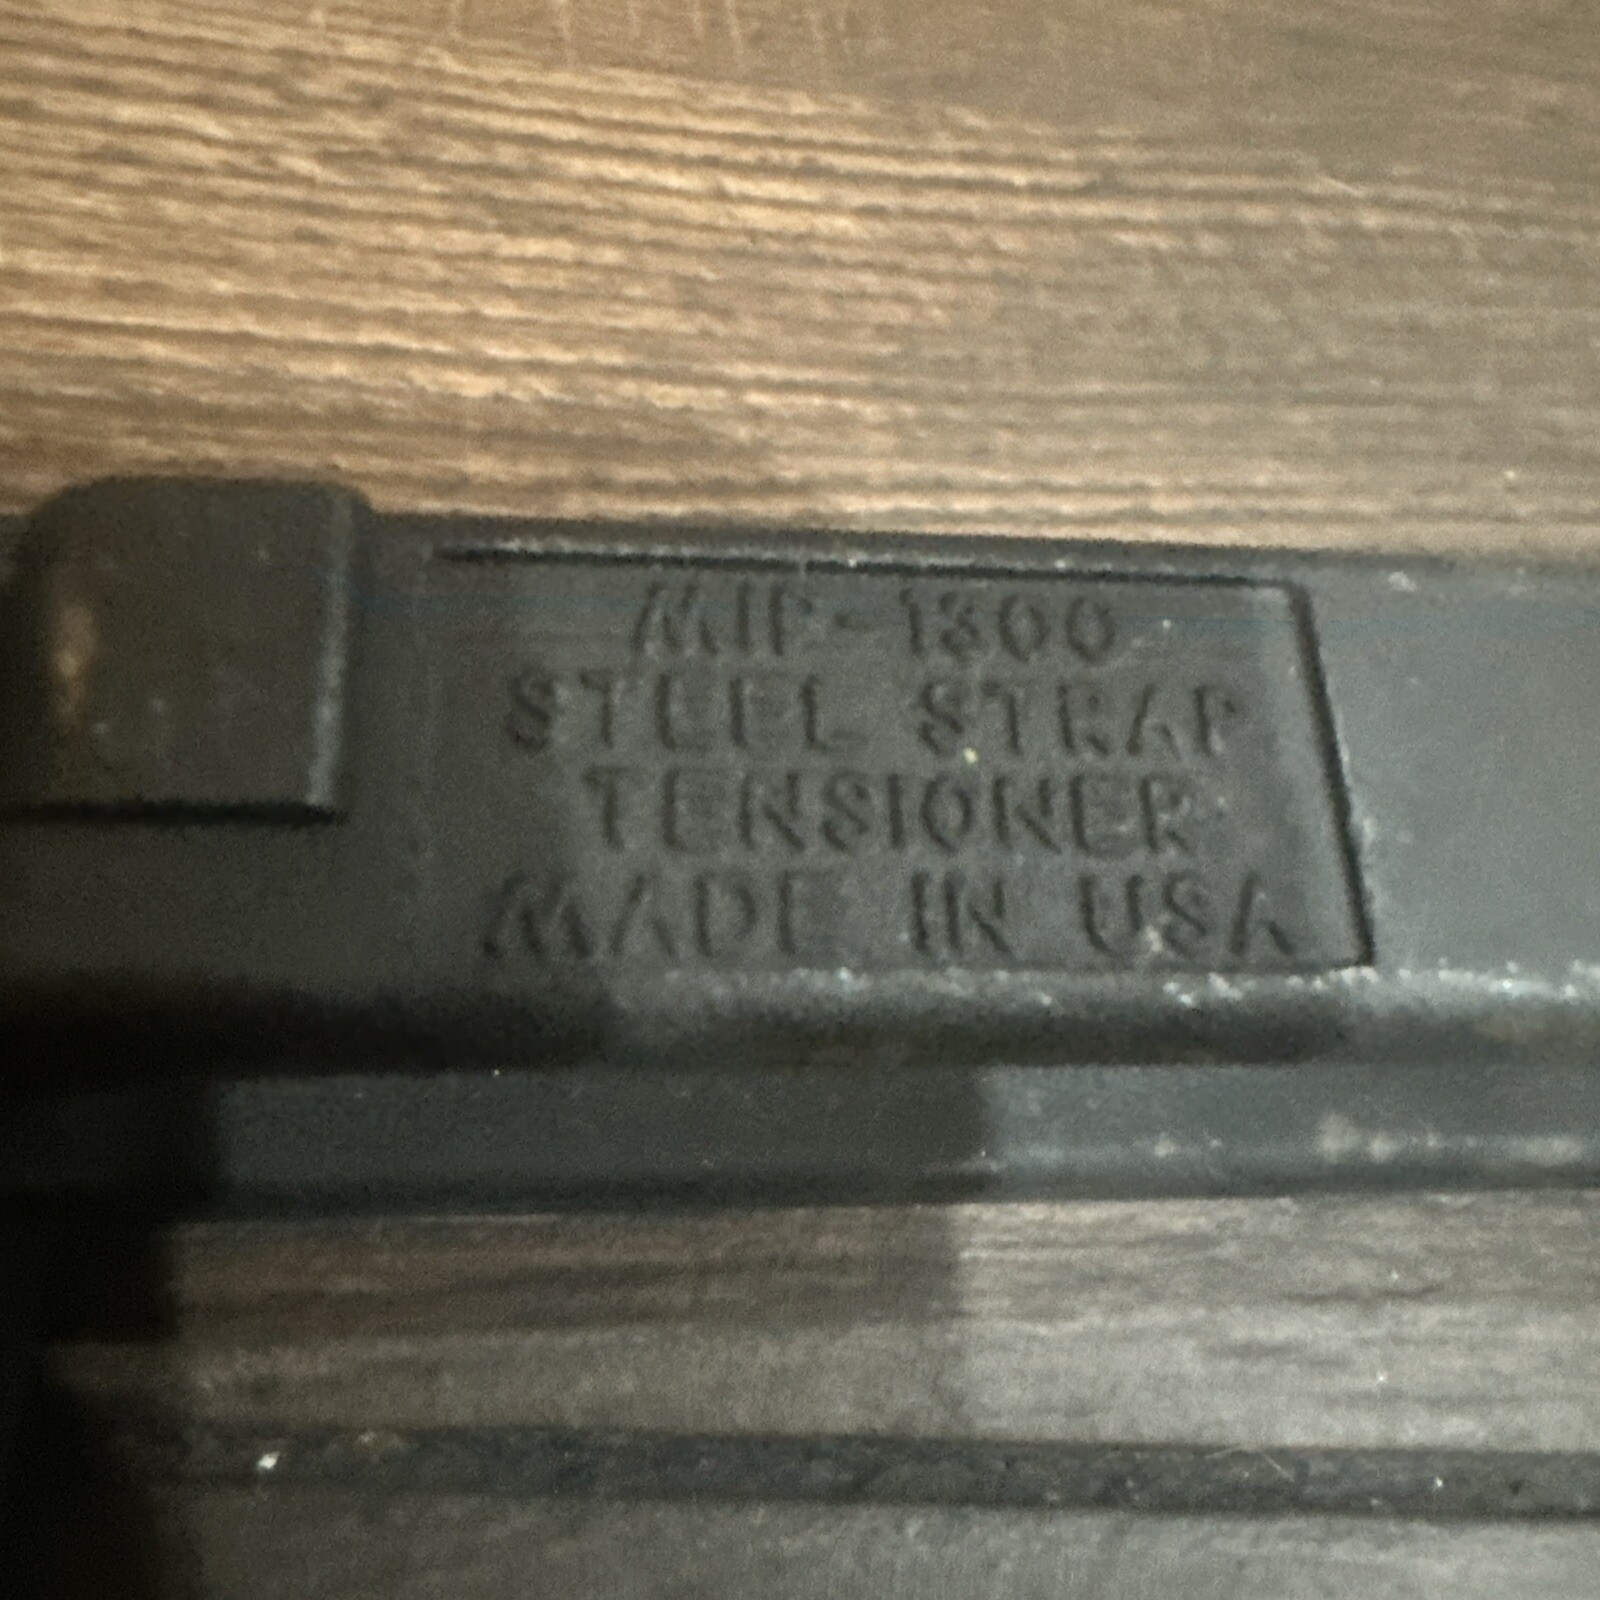 MIP-1300
STEEL STRAP
TENSIONER
MADE IN USA